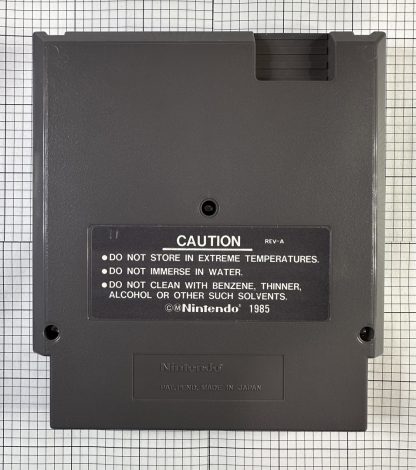 CAUTION REV-A
●DO NOT STORE IN EXTREME TEMPERATURES.
●DO NOT IMMERSE IN WATER.
●DO NOT CLEAN WITH BENZENE, THINNER,
ALCOHOL OR OTHER SUCH SOLVENTS.
©ⓂNintendo® 1985
Nintendo®
PAT. PEND. MADE IN JAPAN